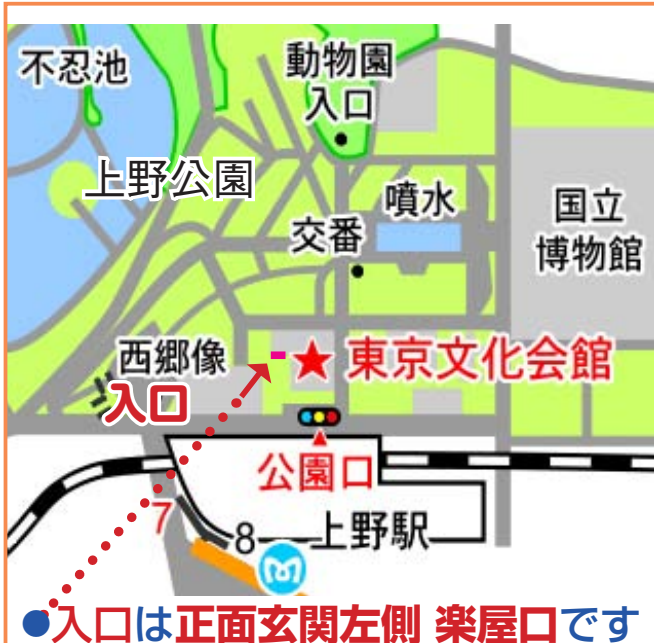 不忍池
動物園
入口
上野公園
噴水
国立
博物館
交番
西郷像
東京文化会館
入口
公園口
7
8
上野駅
●入口は正面玄関左側 楽屋口です